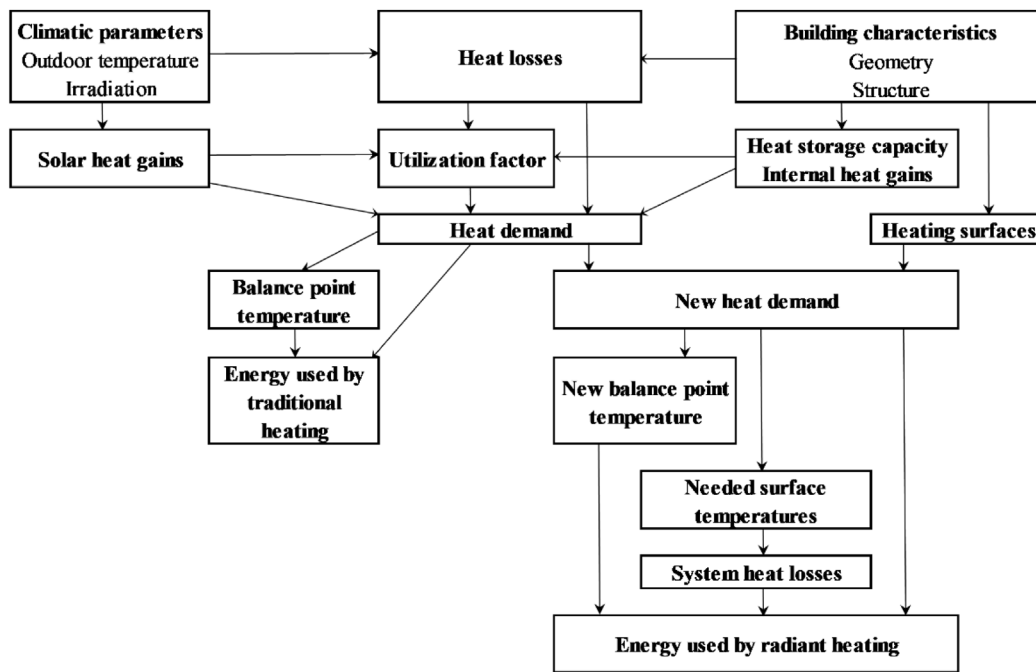 Climatic parameters
Outdoor temperature
Irradiation
Heat losses
Building characteristics
Geometry
Structure
Solar heat gains
Utilization factor
Heat storage capacity
Internal heat gains
Heat demand
Heating surfaces
Balance point
temperature
New heat demand
Energy used by
traditional
heating
New balance point
temperature
Needed surface
temperatures
System heat losses
Energy used by radiant heating